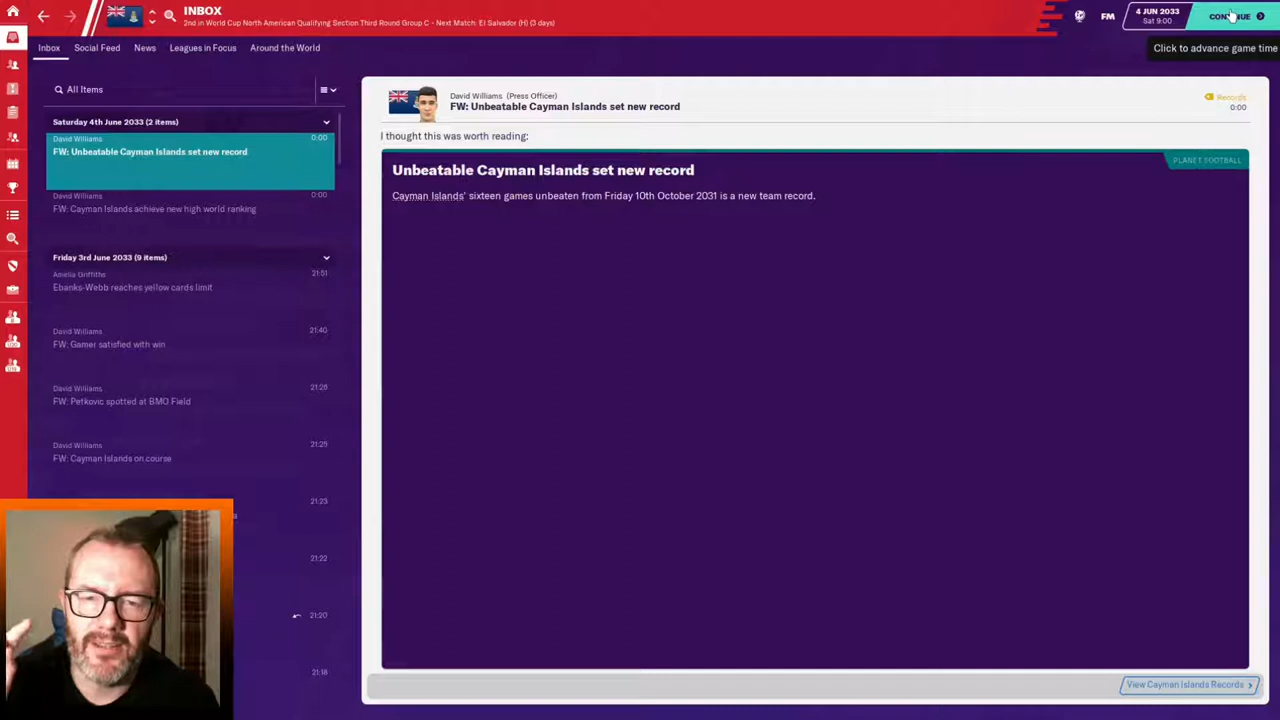 INBOX
2nd in World Cup North American Qualifying Section Third Round Group C - Next Match: El Salvador (H) (3 days)
FM
4 JUN 2033
Sat 9:00
CONTINUE
Click to advance game time
Inbox
Social Feed
News
Leagues in Focus
Around the World
All Items
Saturday 4th June 2033 (2 items)
David Williams 0:00
FW: Unbeatable Cayman Islands set new record
David Williams 0:00
FW: Cayman Islands achieve new high world ranking
Friday 3rd June 2033 (9 items)
Amelia Griffiths 21:51
Ebanks-Webb reaches yellow cards limit
David Williams 21:40
FW: Gamer satisfied with win
David Williams 21:28
FW: Petkovic spotted at BMO Field
David Williams 21:25
FW: Cayman Islands on course
21:23
21:22
21:20
21:18
David Williams (Press Officer)
FW: Unbeatable Cayman Islands set new record
Records
0:00
I thought this was worth reading:
PLANET FOOTBALL
Unbeatable Cayman Islands set new record
Cayman Islands' sixteen games unbeaten from Friday 10th October 2031 is a new team record.
View Cayman Islands Records